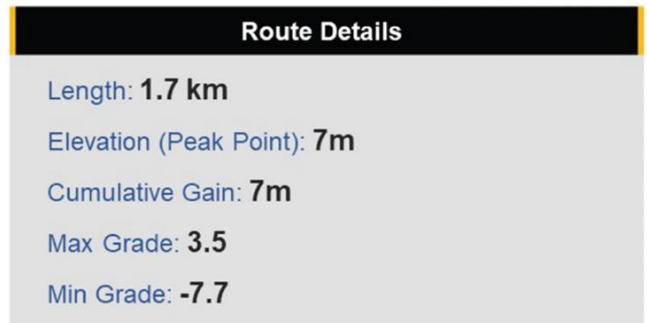 Route Details
Length: 1.7 km
Elevation (Peak Point): 7m
Cumulative Gain: 7m
Max Grade: 3.5
Min Grade: -7.7